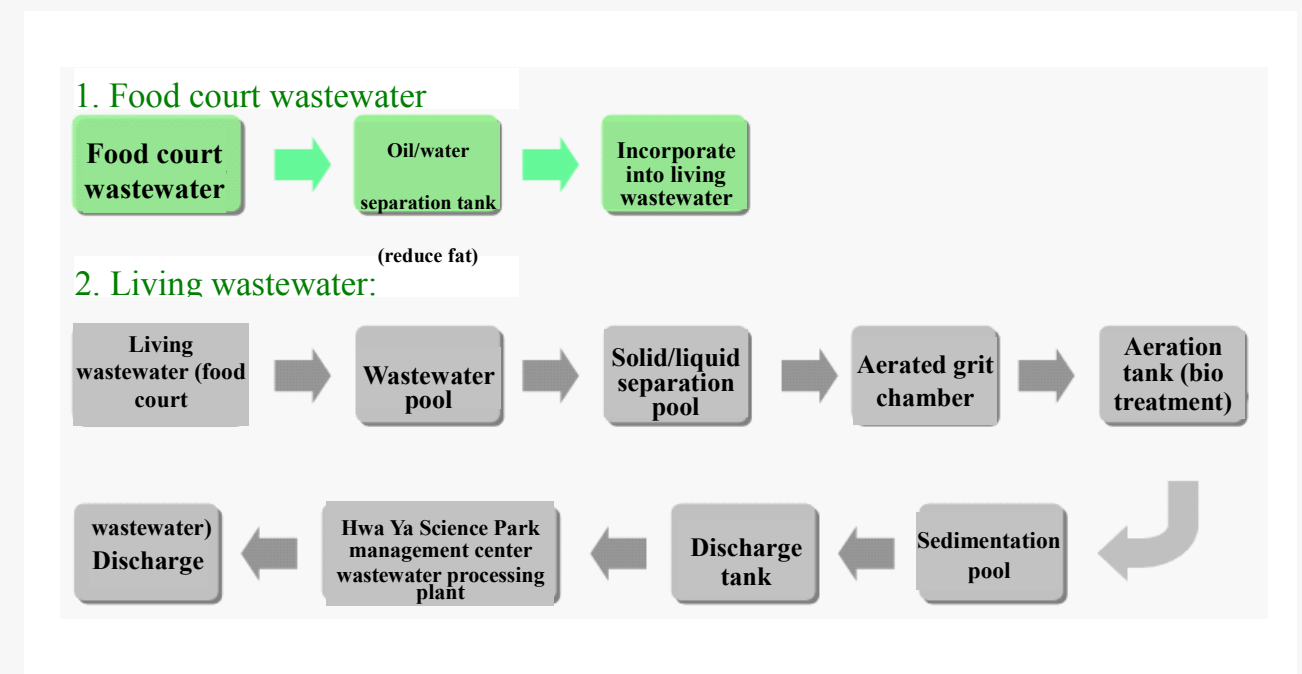 1. Food court wastewater
Food court
wastewater
Oil/water
separation tank
(reduce fat)
Incorporate
into living
wastewater
2. Living wastewater:
Living
wastewater (food
court
Wastewater
pool
Solid/liquid
separation
pool
Aerated grit
chamber
Aeration
tank (bio
treatment)
Sedimentation
pool
Discharge
tank
Hwa Ya Science Park
management center
wastewater processing
plant
wastewater)
Discharge